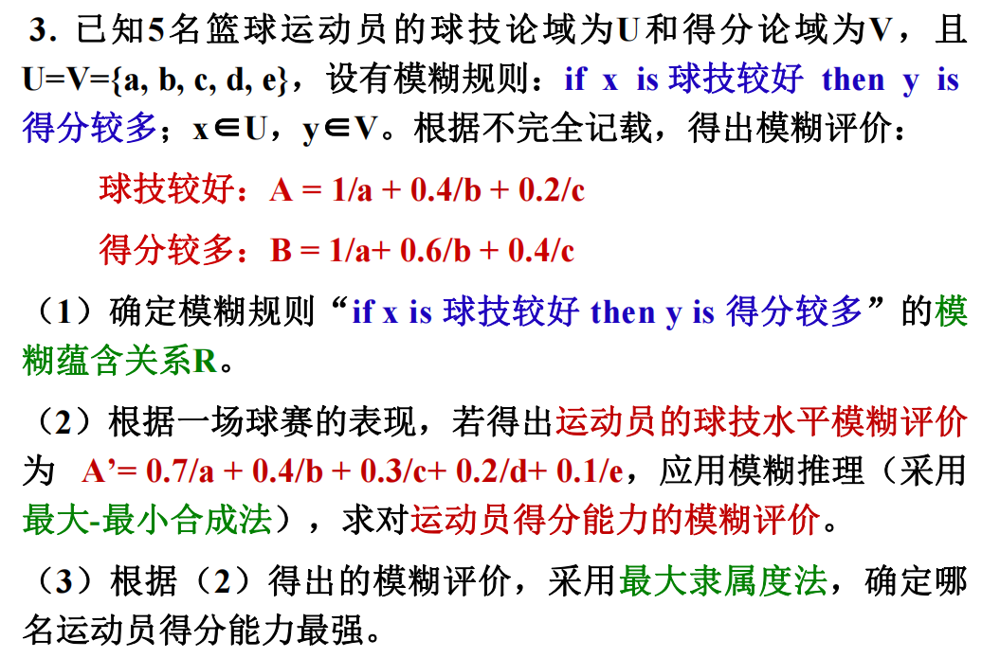 3. 已知5名篮球运动员的球技论域为U和得分论域为V，且
U=V={a, b, c, d, e}，设有模糊规则：if x is 球技较好 then y is
得分较多；x∈U，y∈V。根据不完全记载，得出模糊评价：
球技较好：A = 1/a + 0.4/b + 0.2/c
得分较多：B = 1/a+ 0.6/b + 0.4/c
（1）确定模糊规则“if x is 球技较好 then y is 得分较多”的模
糊蕴含关系R。
（2）根据一场球赛的表现，若得出运动员的球技水平模糊评价
为 A’= 0.7/a + 0.4/b + 0.3/c+ 0.2/d+ 0.1/e，应用模糊推理（采用
最大-最小合成法），求对运动员得分能力的模糊评价。
（3）根据（2）得出的模糊评价，采用最大隶属度法，确定哪
名运动员得分能力最强。